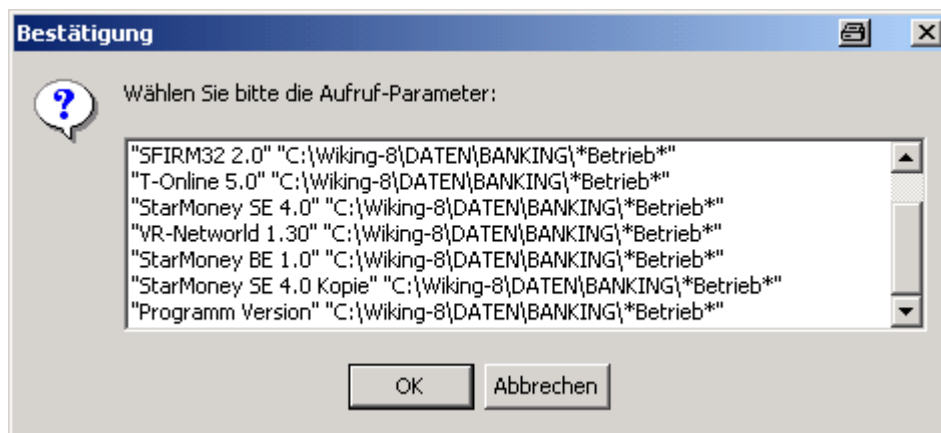 Bestätigung
Wählen Sie bitte die Aufruf-Parameter:
"SFIRM32 2.0" "C:\Wiking-8\DATEN\BANKING\*Betrieb*"
"T-Online 5.0" "C:\Wiking-8\DATEN\BANKING\*Betrieb*"
"StarMoney SE 4.0" "C:\Wiking-8\DATEN\BANKING\*Betrieb*"
"VR-Networld 1.30" "C:\Wiking-8\DATEN\BANKING\*Betrieb*"
"StarMoney BE 1.0" "C:\Wiking-8\DATEN\BANKING\*Betrieb*"
"StarMoney SE 4.0 Kopie" "C:\Wiking-8\DATEN\BANKING\*Betrieb*"
"Programm Version" "C:\Wiking-8\DATEN\BANKING\*Betrieb*"
OK Abbrechen